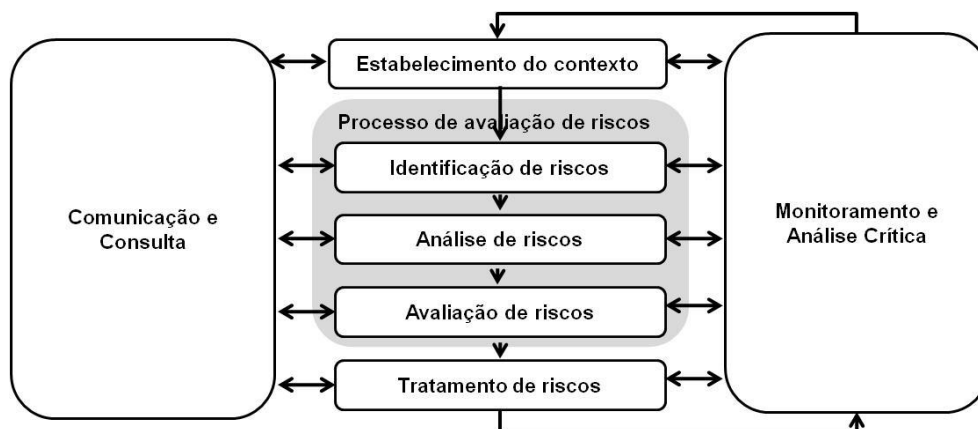 Estabelecimento do contexto
Processo de avaliação de riscos
Identificação de riscos
Comunicação e
Consulta
Análise de riscos
Monitoramento e
Análise Crítica
Avaliação de riscos
Tratamento de riscos